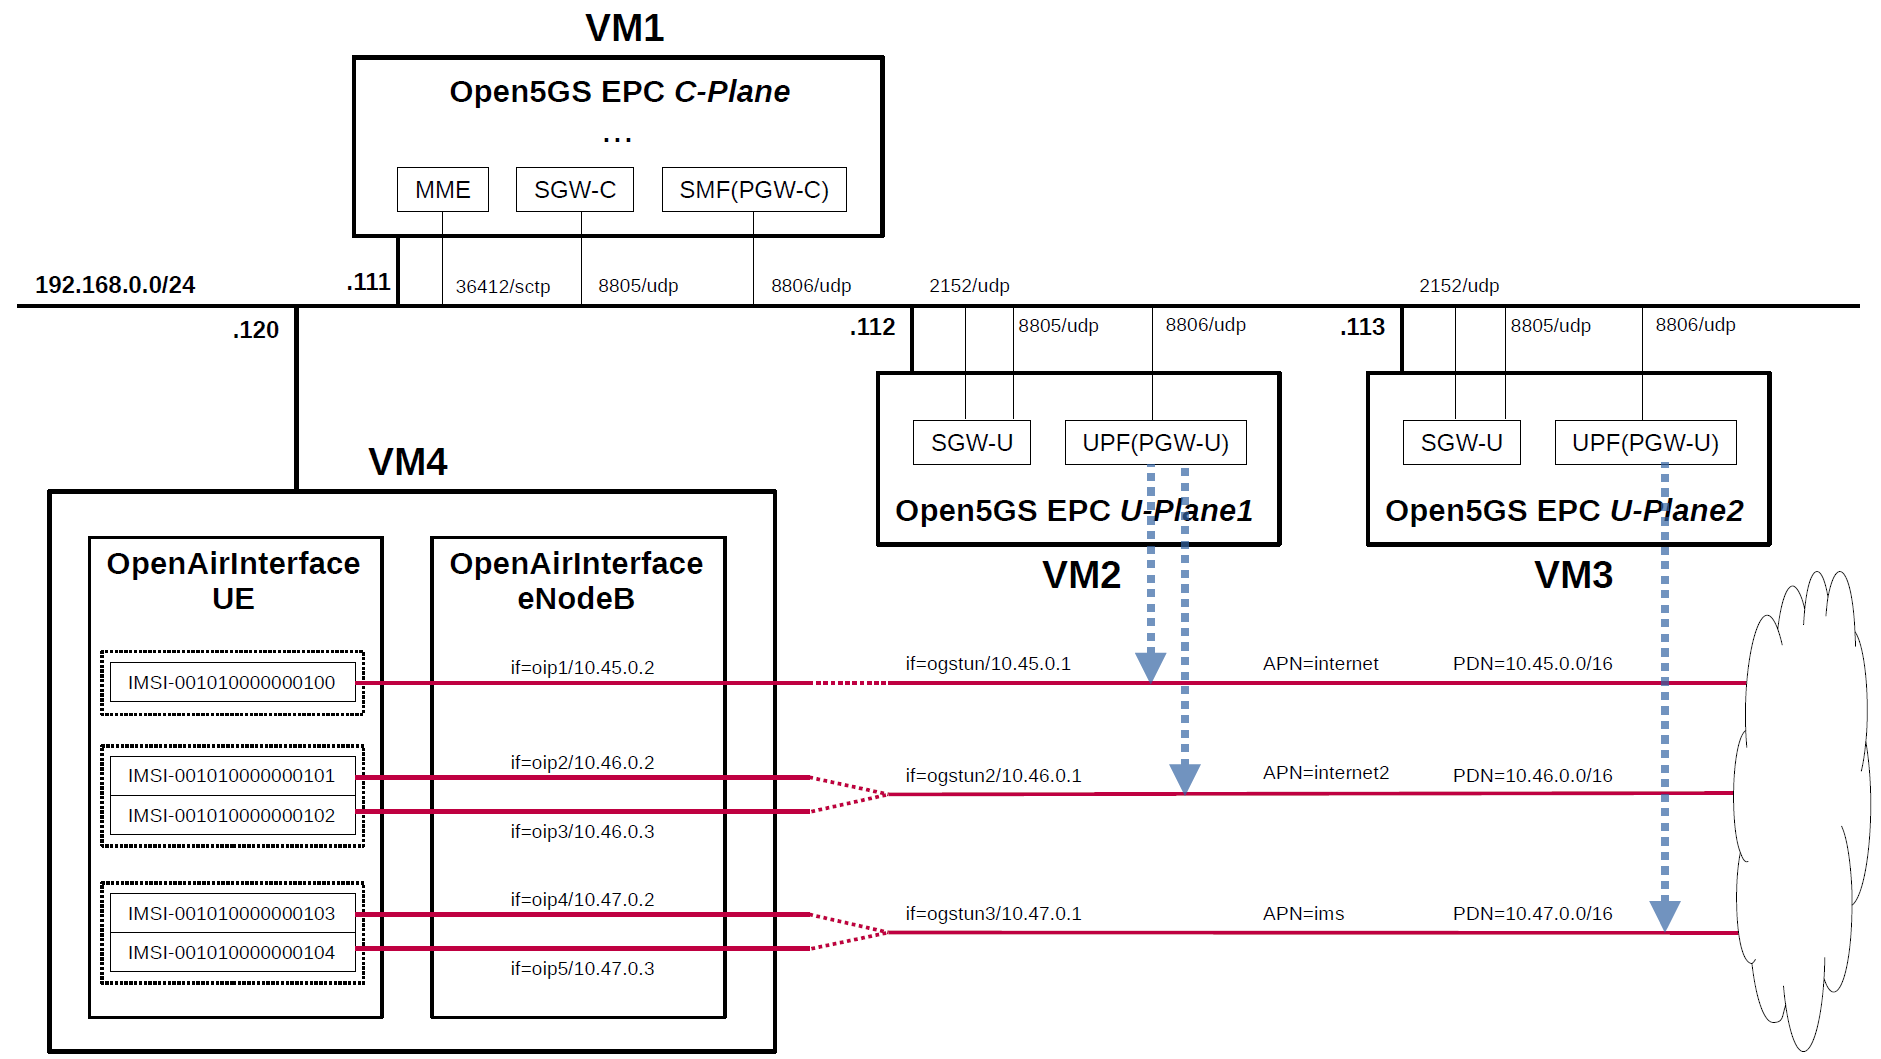 VM1
Open5GS EPC C-Plane
...
MME
SGW-C
SMF(PGW-C)
192.168.0.0/24
.111
36412/sctp
8805/udp
8806/udp
2152/udp
2152/udp
.120
.112
8805/udp
8806/udp
.113
8805/udp
8806/udp
SGW-U
UPF(PGW-U)
Open5GS EPC U-Plane1
VM2
SGW-U
UPF(PGW-U)
Open5GS EPC U-Plane2
VM3
VM4
OpenAirInterface
UE
OpenAirInterface
eNodeB
IMSI-001010000000100
if=oip1/10.45.0.2
if=ogstun/10.45.0.1
APN=internet
PDN=10.45.0.0/16
IMSI-001010000000101
if=oip2/10.46.0.2
if=ogstun2/10.46.0.1
APN=internet2
PDN=10.46.0.0/16
IMSI-001010000000102
if=oip3/10.46.0.3
IMSI-001010000000103
if=oip4/10.47.0.2
if=ogstun3/10.47.0.1
APN=ims
PDN=10.47.0.0/16
IMSI-001010000000104
if=oip5/10.47.0.3